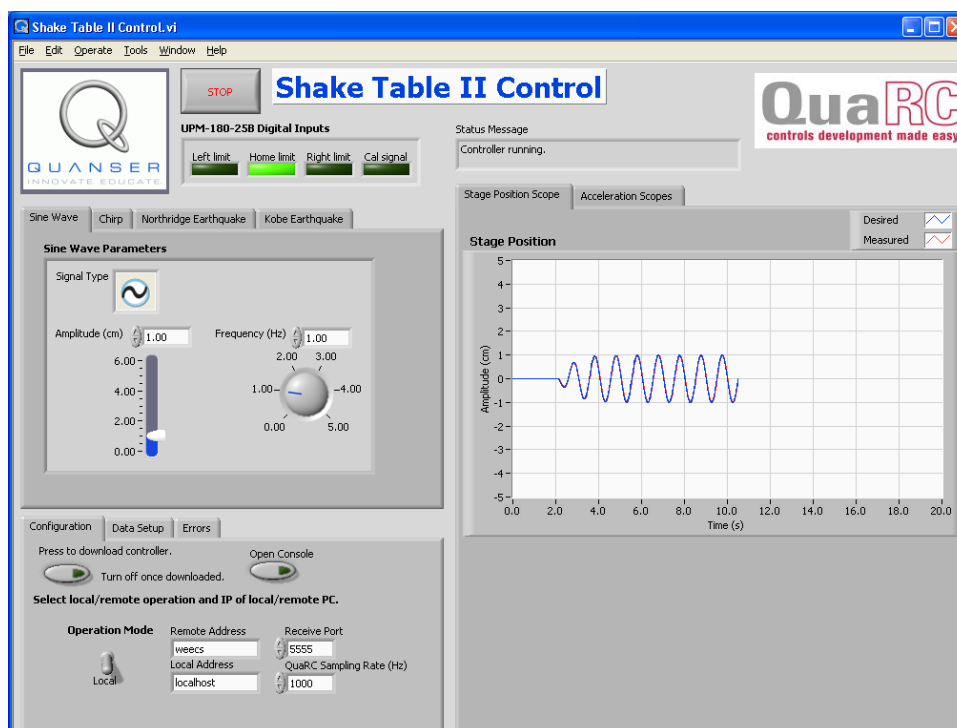 Shake Table II Control.vi
File Edit Operate Tools Window Help
QUANSER
INNOVATE EDUCATE
STOP
Shake Table II Control
UPM-180-25B Digital Inputs
Left limit Home limit Right limit Cal signal
Status Message
Controller running.
QuaRC
controls development made easy
Sine Wave Chirp Northridge Earthquake Kobe Earthquake
Sine Wave Parameters
Signal Type
Amplitude (cm) 1.00
6.00
4.00
2.00
0.00
Frequency (Hz) 1.00
2.00 3.00
1.00 4.00
0.00 5.00
Stage Position Scope Acceleration Scopes
Desired
Measured
Stage Position
Amplitude (cm)
5
4
3
2
1
0
-1
-2
-3
-4
-5
0.0 2.0 4.0 6.0 8.0 10.0 12.0 14.0 16.0 18.0 20.0
Time (s)
Configuration Data Setup Errors
Press to download controller.
Open Console
Turn off once downloaded.
Select local/remote operation and IP of local/remote PC.
Operation Mode
Local
Remote Address
weecs
Local Address
localhost
Receive Port
5555
QuaRC Sampling Rate (Hz)
1000